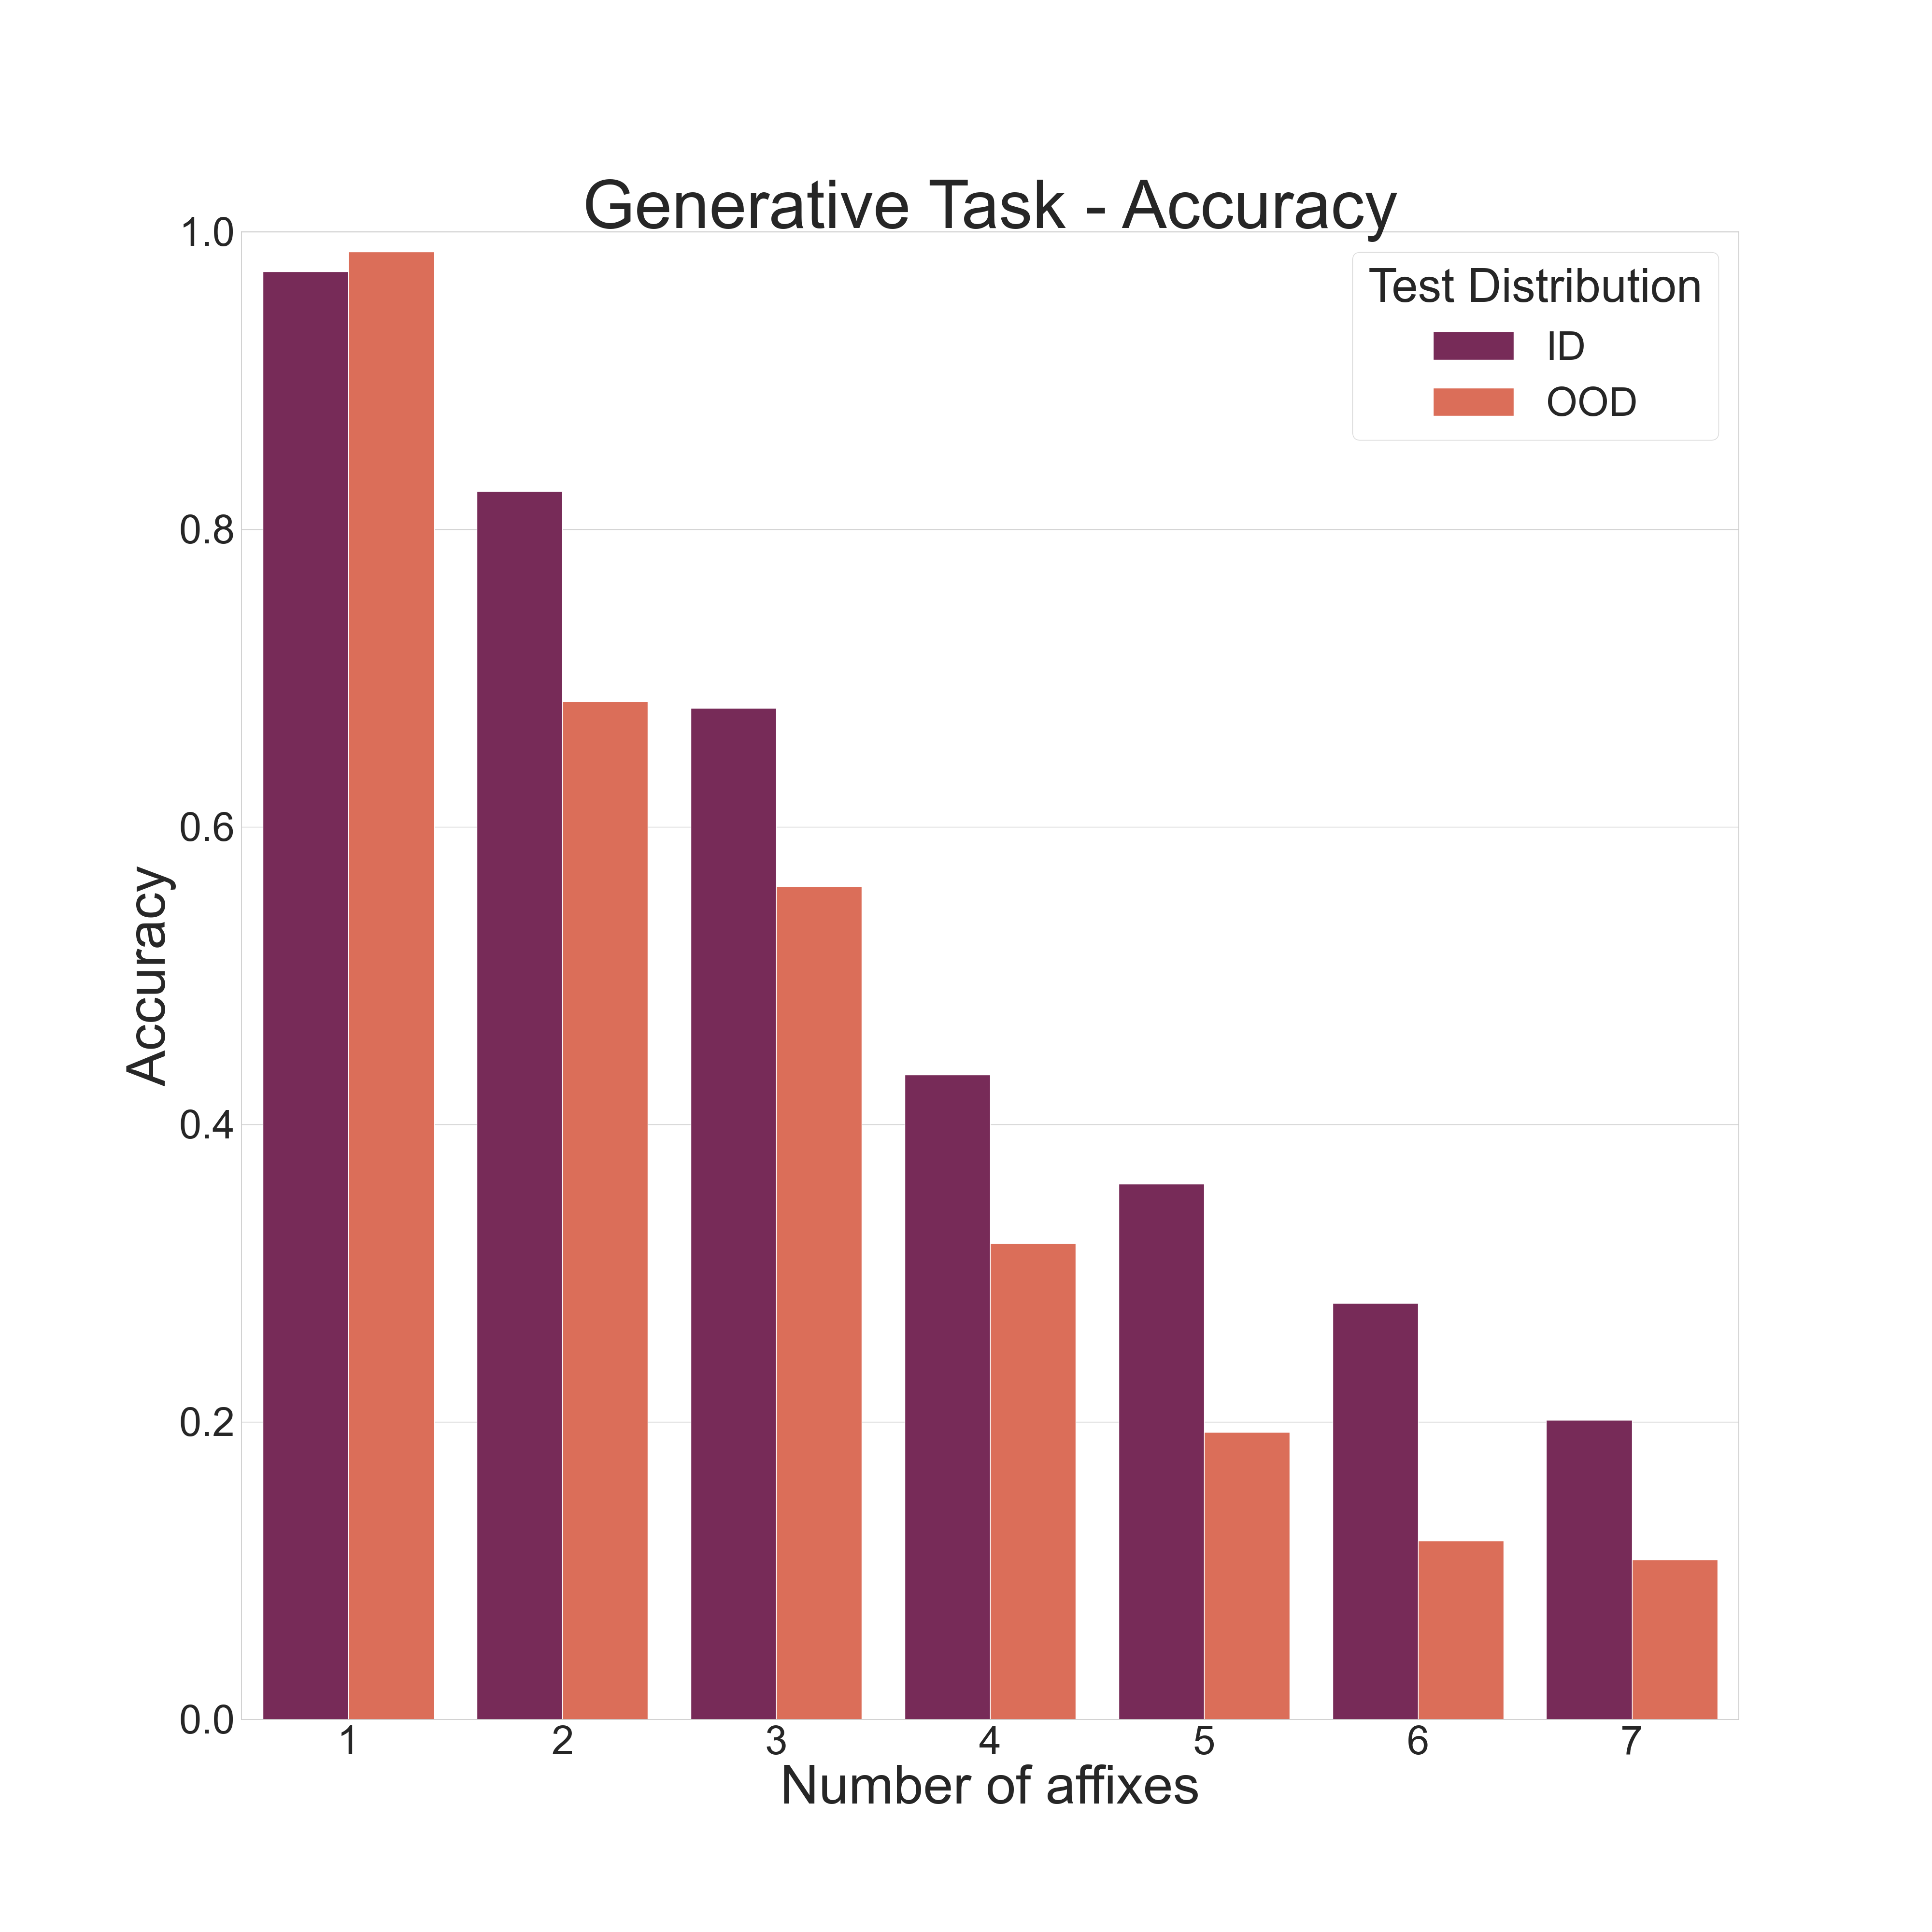 Generative Task - Accuracy
Test Distribution
ID
OOD
Accuracy
1.0
0.8
0.6
0.4
0.2
0.0
1 2 3 4 5 6 7
Number of affixes